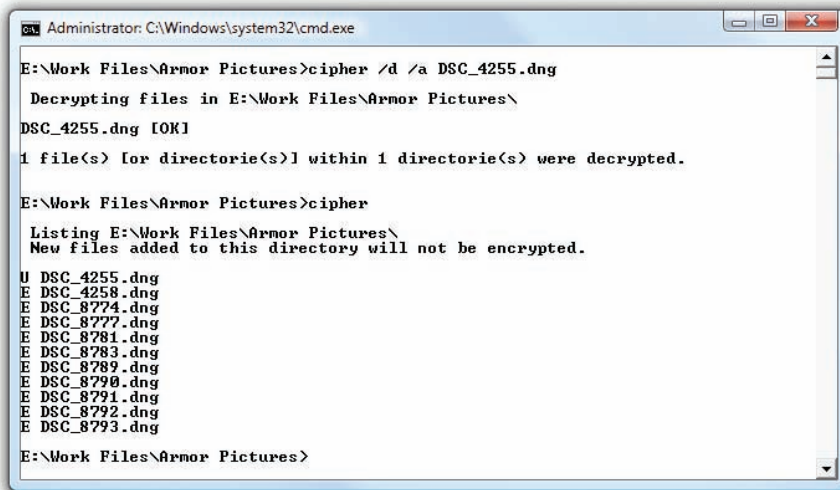 Administrator: C:\Windows\system32\cmd.exe
E:\Work Files\Armor Pictures>cipher /d /a DSC_4255.dng
Decrypting files in E:\Work Files\Armor Pictures\
DSC_4255.dng [OK]
1 file(s) [or directorie(s)] within 1 directorie(s) were decrypted.
E:\Work Files\Armor Pictures>cipher
Listing E:\Work Files\Armor Pictures\
New files added to this directory will not be encrypted.
U DSC_4255.dng
E DSC_4258.dng
E DSC_8774.dng
E DSC_8777.dng
E DSC_8781.dng
E DSC_8783.dng
E DSC_8789.dng
E DSC_8790.dng
E DSC_8791.dng
E DSC_8792.dng
E DSC_8793.dng
E:\Work Files\Armor Pictures>